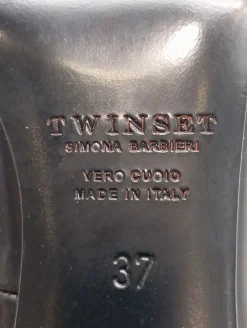 TWINSET
SIMONA BARBIERI
VERO CUOIO
MADE IN ITALY
37